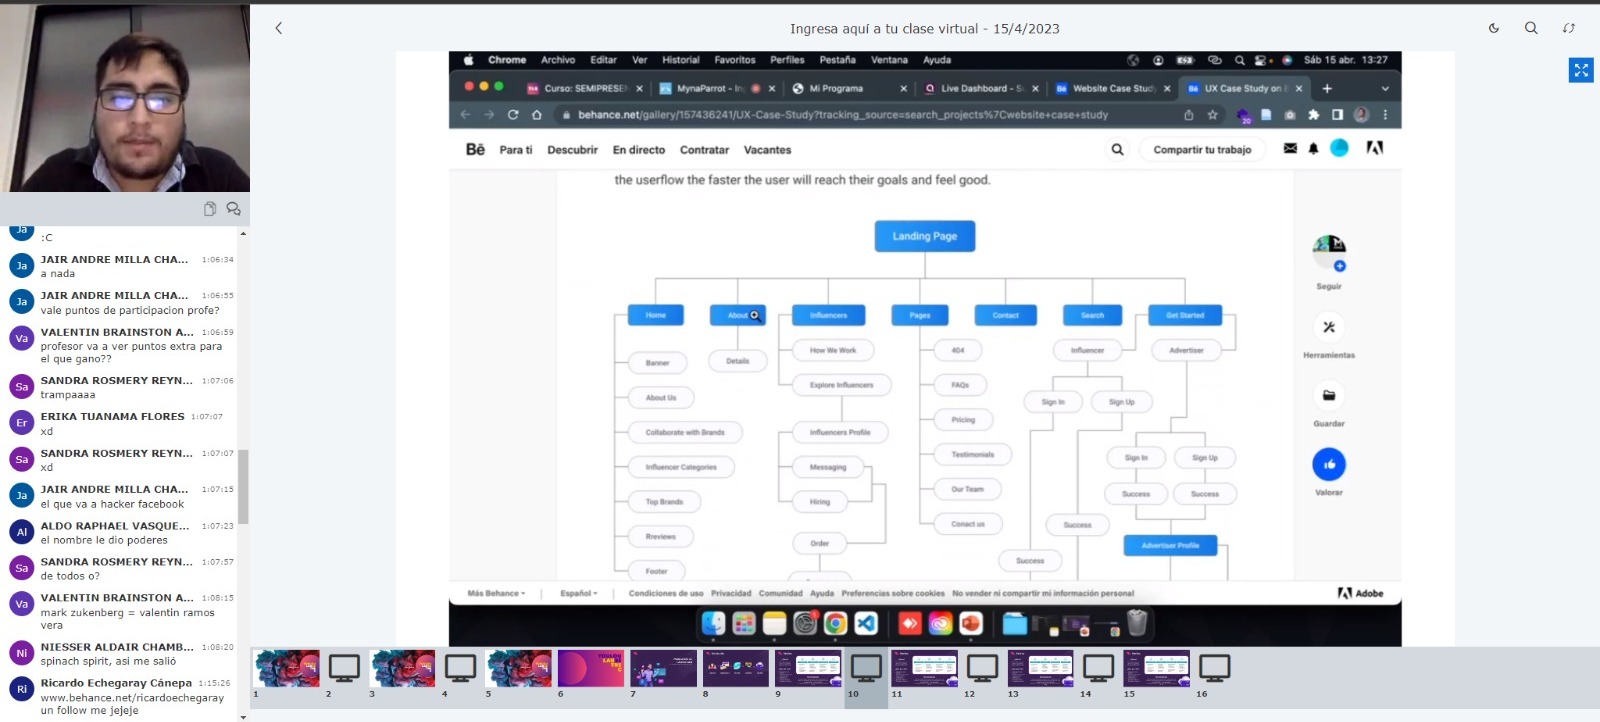 Ingresa aquí a tu clase virtual - 15/4/2023
Ja
:C
Ja
JAIR ANDRE MILLA CHA... 1:06:34
a nada
Ja
JAIR ANDRE MILLA CHA... 1:06:55
vale puntos de participacion profe?
Va
VALENTIN BRAINSTON A... 1:06:59
profesor va a ver puntos extra para
el que gano??
Sa
SANDRA ROSMERY REYN... 1:07:06
trampaaaa
Er
ERIKA TUANAMA FLORES 1:07:07
xd
Sa
SANDRA ROSMERY REYN... 1:07:07
xd
Ja
JAIR ANDRE MILLA CHA... 1:07:15
el que va a hacker facebook
Al
ALDO RAPHAEL VASQUE... 1:07:23
el nombre le dio poderes
Sa
SANDRA ROSMERY REYN... 1:07:57
de todos o?
Va
VALENTIN BRAINSTON A... 1:08:15
mark zukenberg = valentin ramos
vera
Ni
NIESSER ALDAIR CHAMB... 1:08:20
spinach spirit, asi me salió
Ri
Ricardo Echegaray Cánepa 1:15:26
www.behance.net/ricardoechegaray
un follow me jejeje
Chrome Archivo Editar Ver Historial Favoritos Perfiles Pestaña Ventana Ayuda Sáb 15 abr. 13:27
Curso: SEMIPRESE MynaParrot - In Mi Programa Live Dashboard - Website Case Stud UX Case Study on
behance.net/gallery/157436241/UX-Case-Study?tracking_source=search_projects%7Cwebsite+case+study
20
Bē Para ti Descubrir En directo Contratar Vacantes Compartir tu trabajo
the userflow the faster the user will reach their goals and feel good.
Landing Page
Home About Influencers Pages Contact Search Get Started
How We Work 404 Influencer Advertiser
Banner Details
Explore Influencers FAQs
About Us Sign In Sign Up
Pricing
Collaborate with Brands Influencers Profile
Testimonials Sign In Sign Up
Influencer Categories Messaging
Our Team Success Success
Top Brands Hiring
Conact us Success
Rreviews Order Advertiser Profile
Success
Footer
Seguir
Herramientas
Guardar
Valorar
Más Behance Español Condiciones de uso Privacidad Comunidad Ayuda Preferencias sobre cookies No vender ni compartir mi información personal Adobe
1 2 3 4 5 6 7 8 9 10 11 12 13 14 15 16